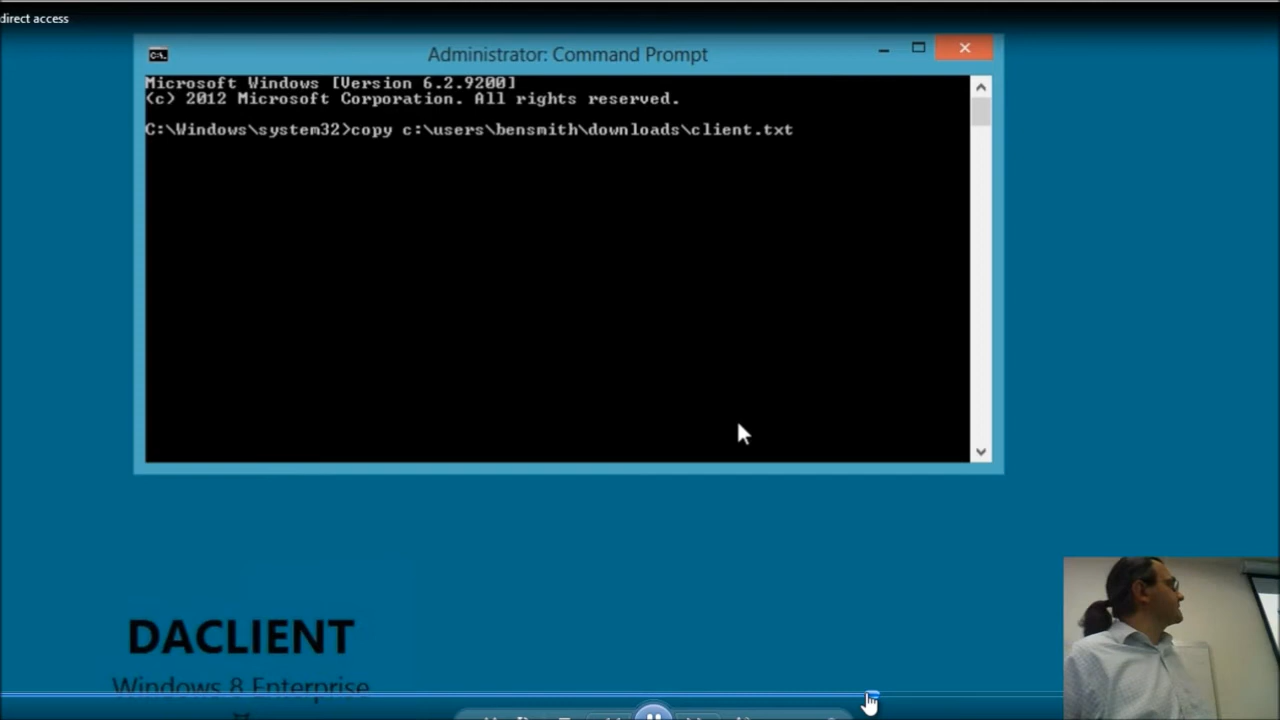 direct access
Administrator: Command Prompt
Microsoft Windows [Version 6.2.9200]
(c) 2012 Microsoft Corporation. All rights reserved.
C:\Windows\system32>copy c:\users\bensmith\downloads\client.txt
DACLIENT
Windows 8 Enterprise